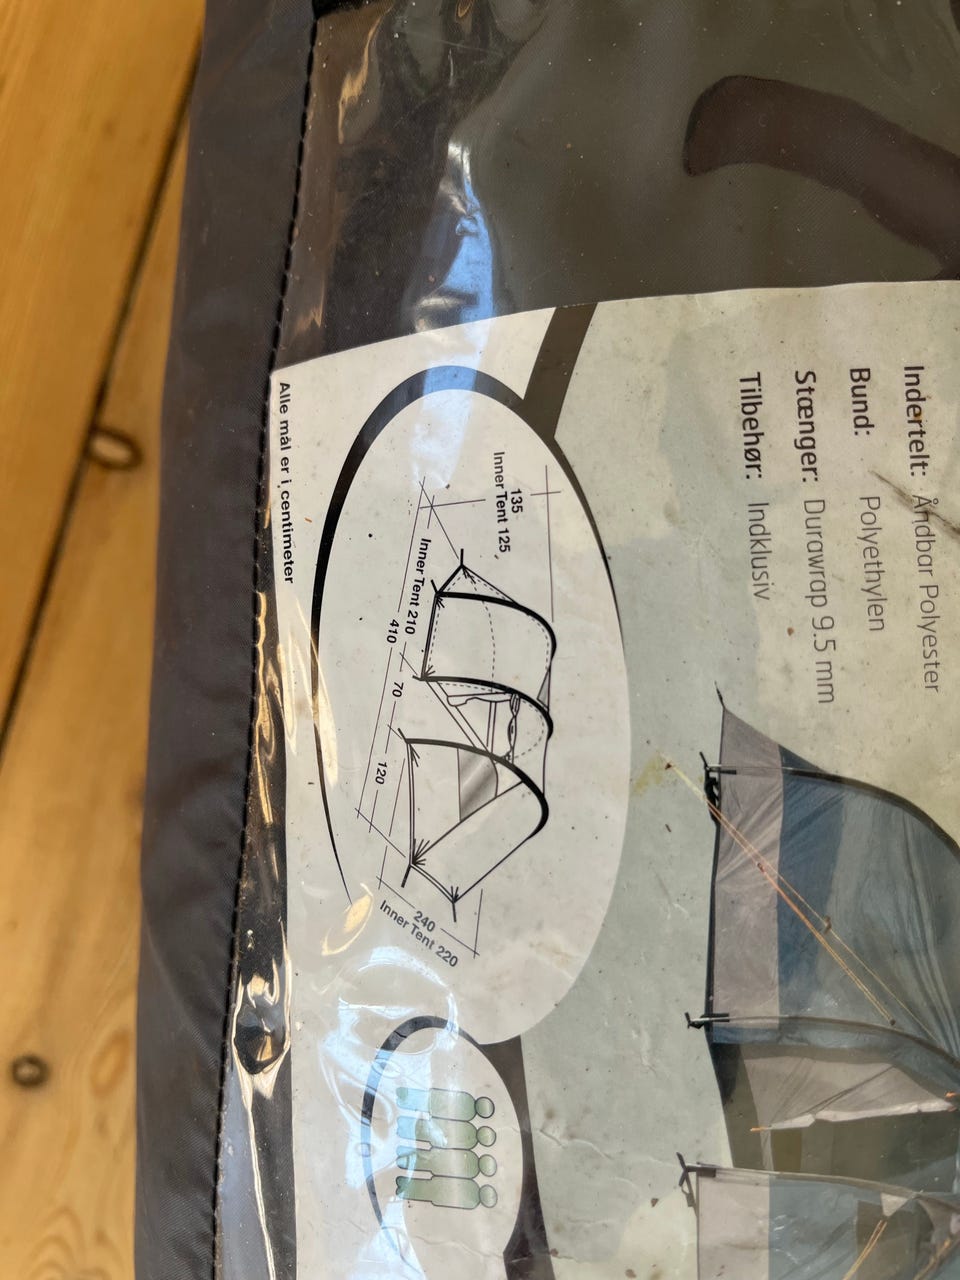 Indertelt: Åndbar Polyester
Bund: Polyethylen
Stænger: Durawrap 9.5 mm
Tilbehør: Indklusiv
135
Inner Tent 125
Inner Tent 210
410
70
120
240
Inner Tent 220
Alle mål er i centimeter